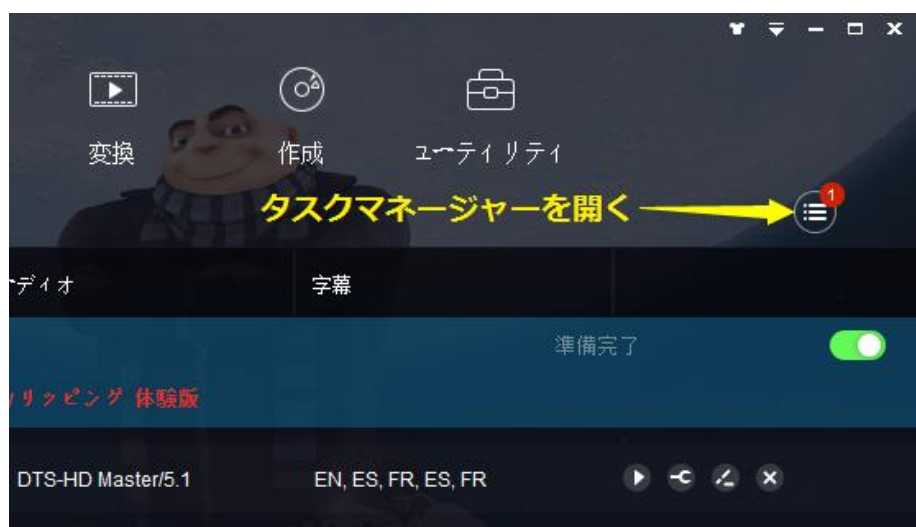 変換 作成 ユーティリティ
タスクマネージャーを開く 1
ーディオ 字幕
準備完了
リッピング 体験版
DTS-HD Master/5.1 EN, ES, FR, ES, FR